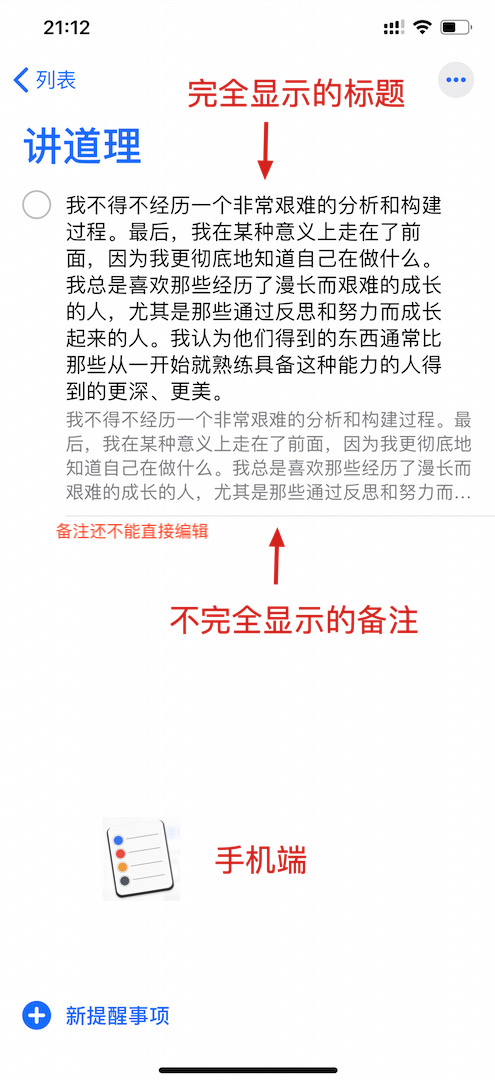 21:12
列表
完全显示的标题
讲道理
我不得不经历一个非常艰难的分析和构建
过程。最后，我在某种意义上走在了前
面，因为我更彻底地知道自己在做什么。
我总是喜欢那些经历了漫长而艰难的成长
的人，尤其是那些通过反思和努力而成长
起来的人。我认为他们得到的东西通常比
那些从一开始就熟练具备这种能力的人得
到的更深、更美。
我不得不经历一个非常艰难的分析和构建过程。最
后，我在某种意义上走在了前面，因为我更彻底地
知道自己在做什么。我总是喜欢那些经历了漫长而
艰难的成长的人，尤其是那些通过反思和努力而...
备注还不能直接编辑
不完全显示的备注
手机端
新提醒事项